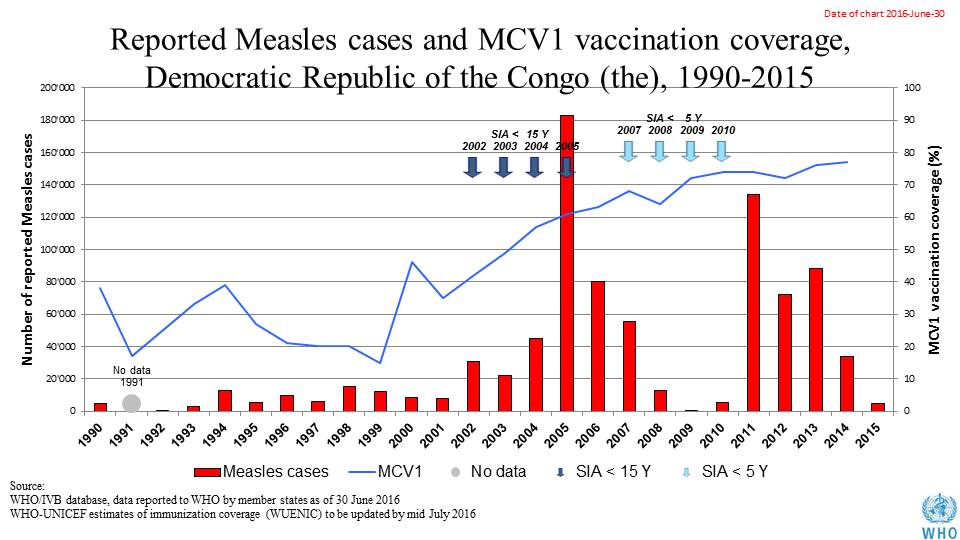 Date of chart 2016-June-30
Reported Measles cases and MCV1 vaccination coverage,
Democratic Republic of the Congo (the), 1990-2015
Number of reported Measles cases
200'000
180'000
160'000
140'000
120'000
100'000
80'000
60'000
40'000
20'000
0
No data
1991
SIA < 15 Y
2002 2003 2004 2005
SIA < 5 Y
2007 2008 2009 2010
100
90
80
70
60
50
40
30
20
10
0
MCV1 vaccination coverage (%)
1990 1991 1992 1993 1994 1995 1996 1997 1998 1999 2000 2001 2002 2003 2004 2005 2006 2007 2008 2009 2010 2011 2012 2013 2014 2015
Measles cases MCV1 No data SIA < 15 Y SIA < 5 Y
Source:
WHO/IVB database, data reported to WHO by member states as of 30 June 2016
WHO-UNICEF estimates of immunization coverage (WUENIC) to be updated by mid July 2016
WHO